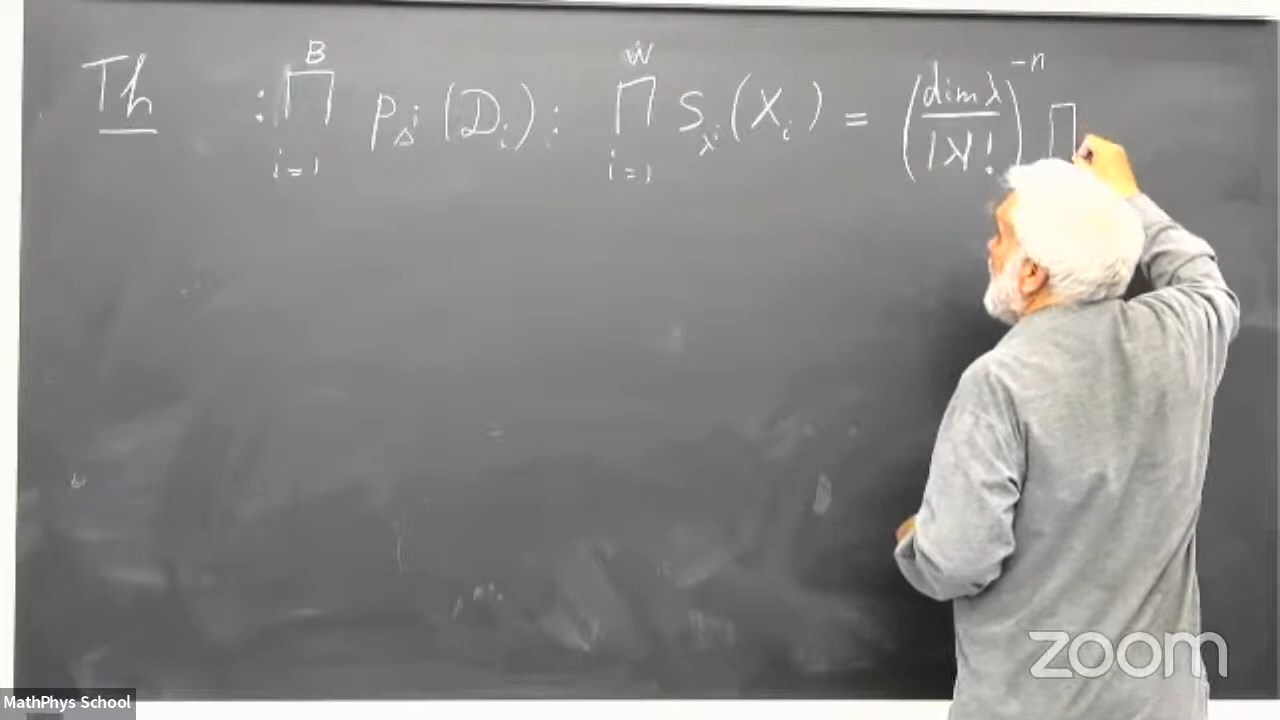 Th :∏_{i=1}^{B} p_{Δ^i}(D_i): ∏_{i=1}^{W} S_{λ^i}(X_i) = (dim λ / |λ|!)^{-n} ∏
zoom
MathPhys School